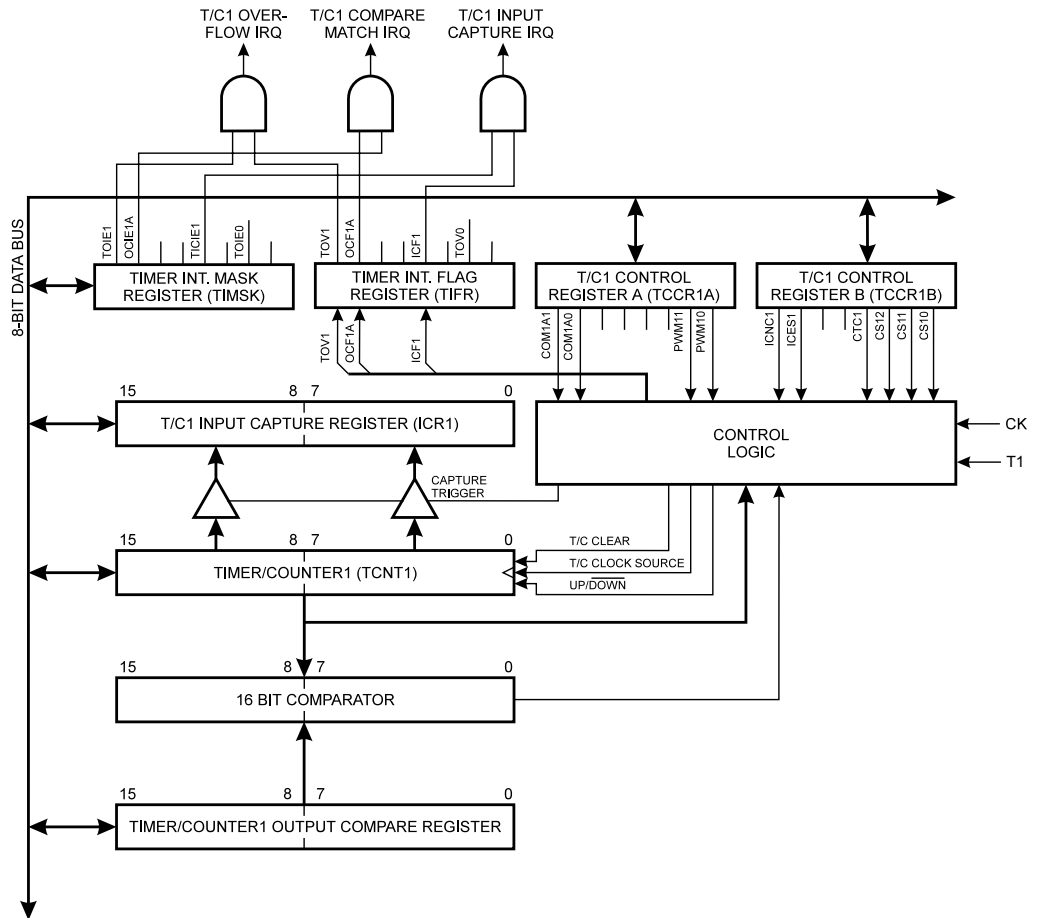 T/C1 OVER-
FLOW IRQ
T/C1 COMPARE
MATCH IRQ
T/C1 INPUT
CAPTURE IRQ
8-BIT DATA BUS
TOIE1
OCIE1A
TICIE1
TOIE0
TOV1
OCF1A
ICF1
TOV0
TIMER INT. MASK
REGISTER (TIMSK)
TIMER INT. FLAG
REGISTER (TIFR)
T/C1 CONTROL
REGISTER A (TCCR1A)
T/C1 CONTROL
REGISTER B (TCCR1B)
TOV1
OCF1A
ICF1
COM1A1
COM1A0
PWM11
PWM10
ICNC1
ICES1
CTC1
CS12
CS11
CS10
15 8 7 0
T/C1 INPUT CAPTURE REGISTER (ICR1)
CONTROL
LOGIC
CK
T1
CAPTURE
TRIGGER
15 8 7 0
TIMER/COUNTER1 (TCNT1)
T/C CLEAR
T/C CLOCK SOURCE
UP/DOWN
15 8 7 0
16 BIT COMPARATOR
15 8 7 0
TIMER/COUNTER1 OUTPUT COMPARE REGISTER